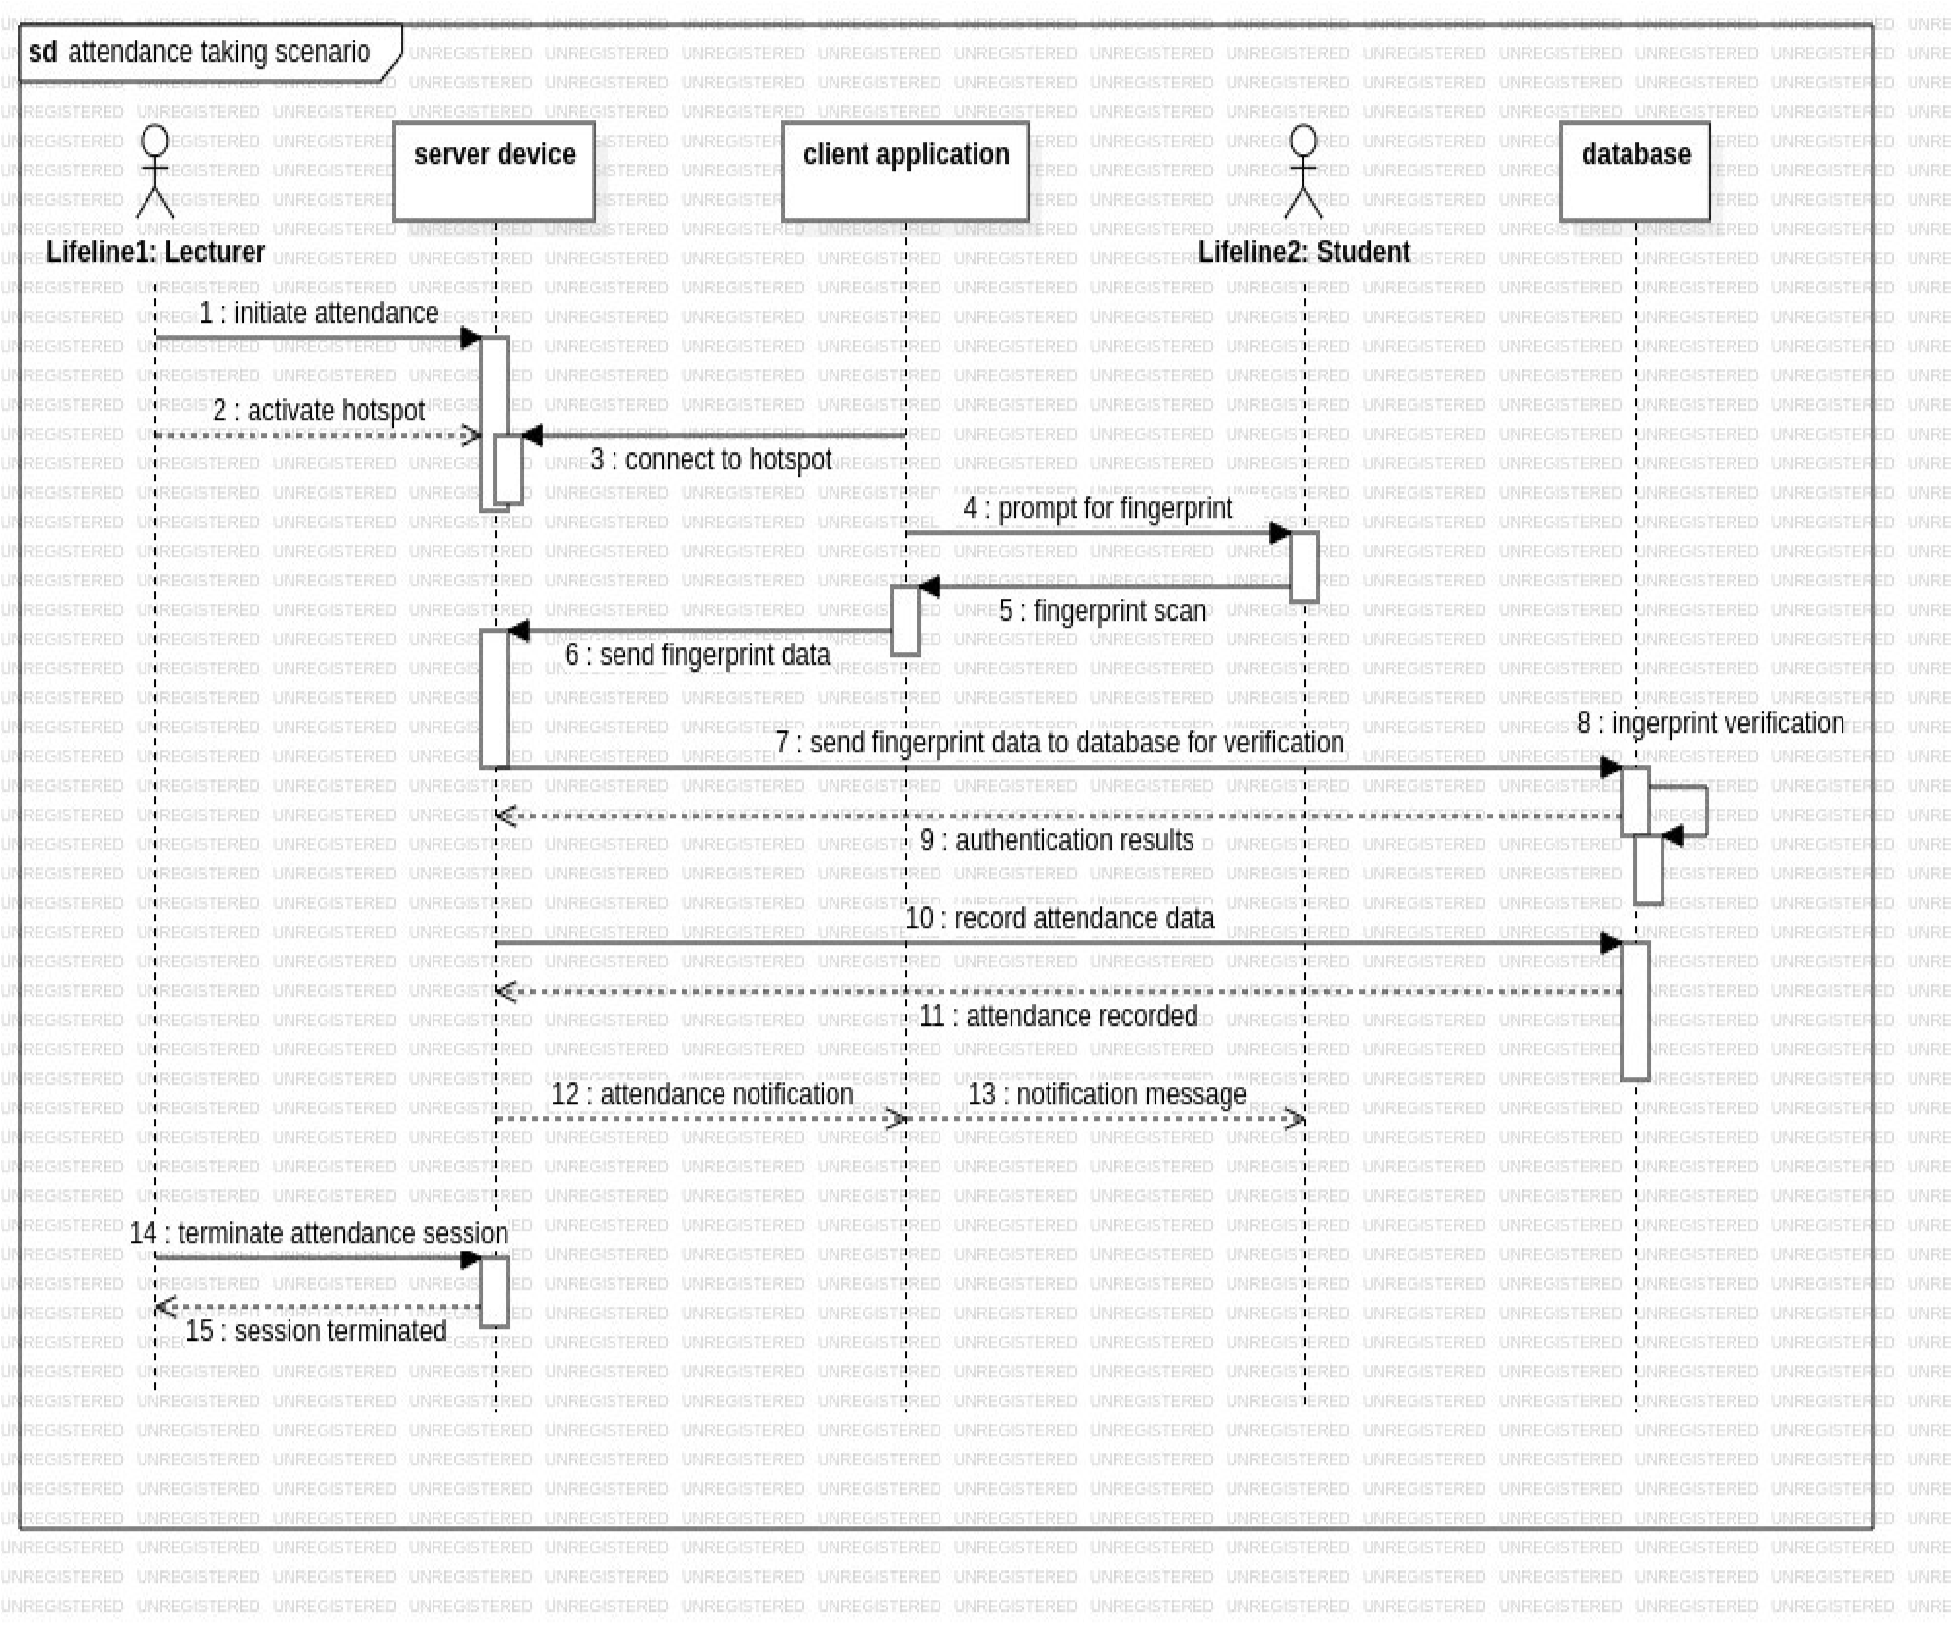 sd attendance taking scenario
server device
client application
database
Lifeline1: Lecturer
Lifeline2: Student
1 : initiate attendance
2 : activate hotspot
3 : connect to hotspot
4 : prompt for fingerprint
5 : fingerprint scan
6 : send fingerprint data
7 : send fingerprint data to database for verification
8 : ingerprint verification
9 : authentication results
10 : record attendance data
11 : attendance recorded
12 : attendance notification
13 : notification message
14 : terminate attendance session
15 : session terminated
UNREGISTERED